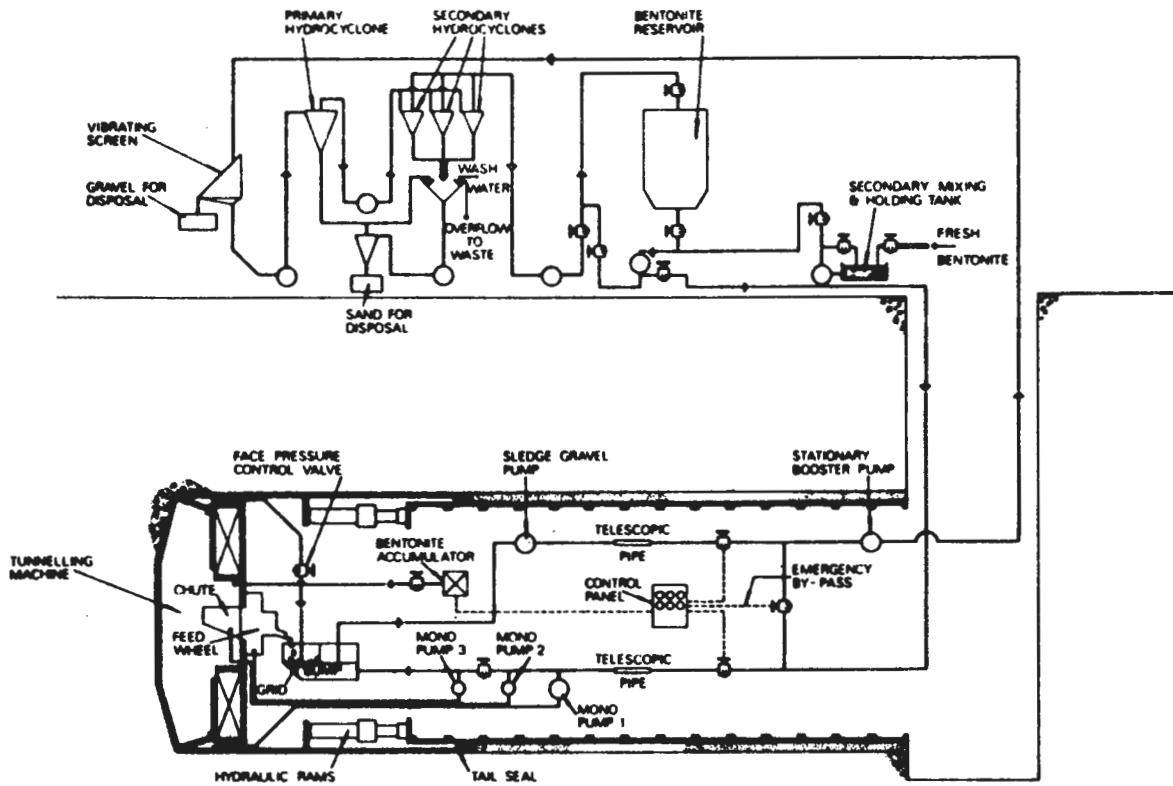 PRIMARY
HYDROCYCLONE
SECONDARY
HYDROCYCLONES
BENTONITE
RESERVOIR
VIBRATING
SCREEN
GRAVEL FOR
DISPOSAL
WASH
WATER
OVERFLOW
TO
WASTE
SECONDARY MIXING
& HOLDING TANK
FRESH
BENTONITE
SAND FOR
DISPOSAL
FACE PRESSURE
CONTROL VALVE
SLEDGE GRAVEL
PUMP
STATIONARY
BOOSTER PUMP
TELESCOPIC
PIPE
BENTONITE
ACCUMULATOR
TUNNELLING
MACHINE
CONTROL
PANEL
EMERGENCY
BY-PASS
CHUTE
FEED
WHEEL
GRID
SUMP
MONO
PUMP 3
MONO
PUMP 2
TELESCOPIC
PIPE
MONO
PUMP 1
HYDRAULIC RAMS
TAIL SEAL